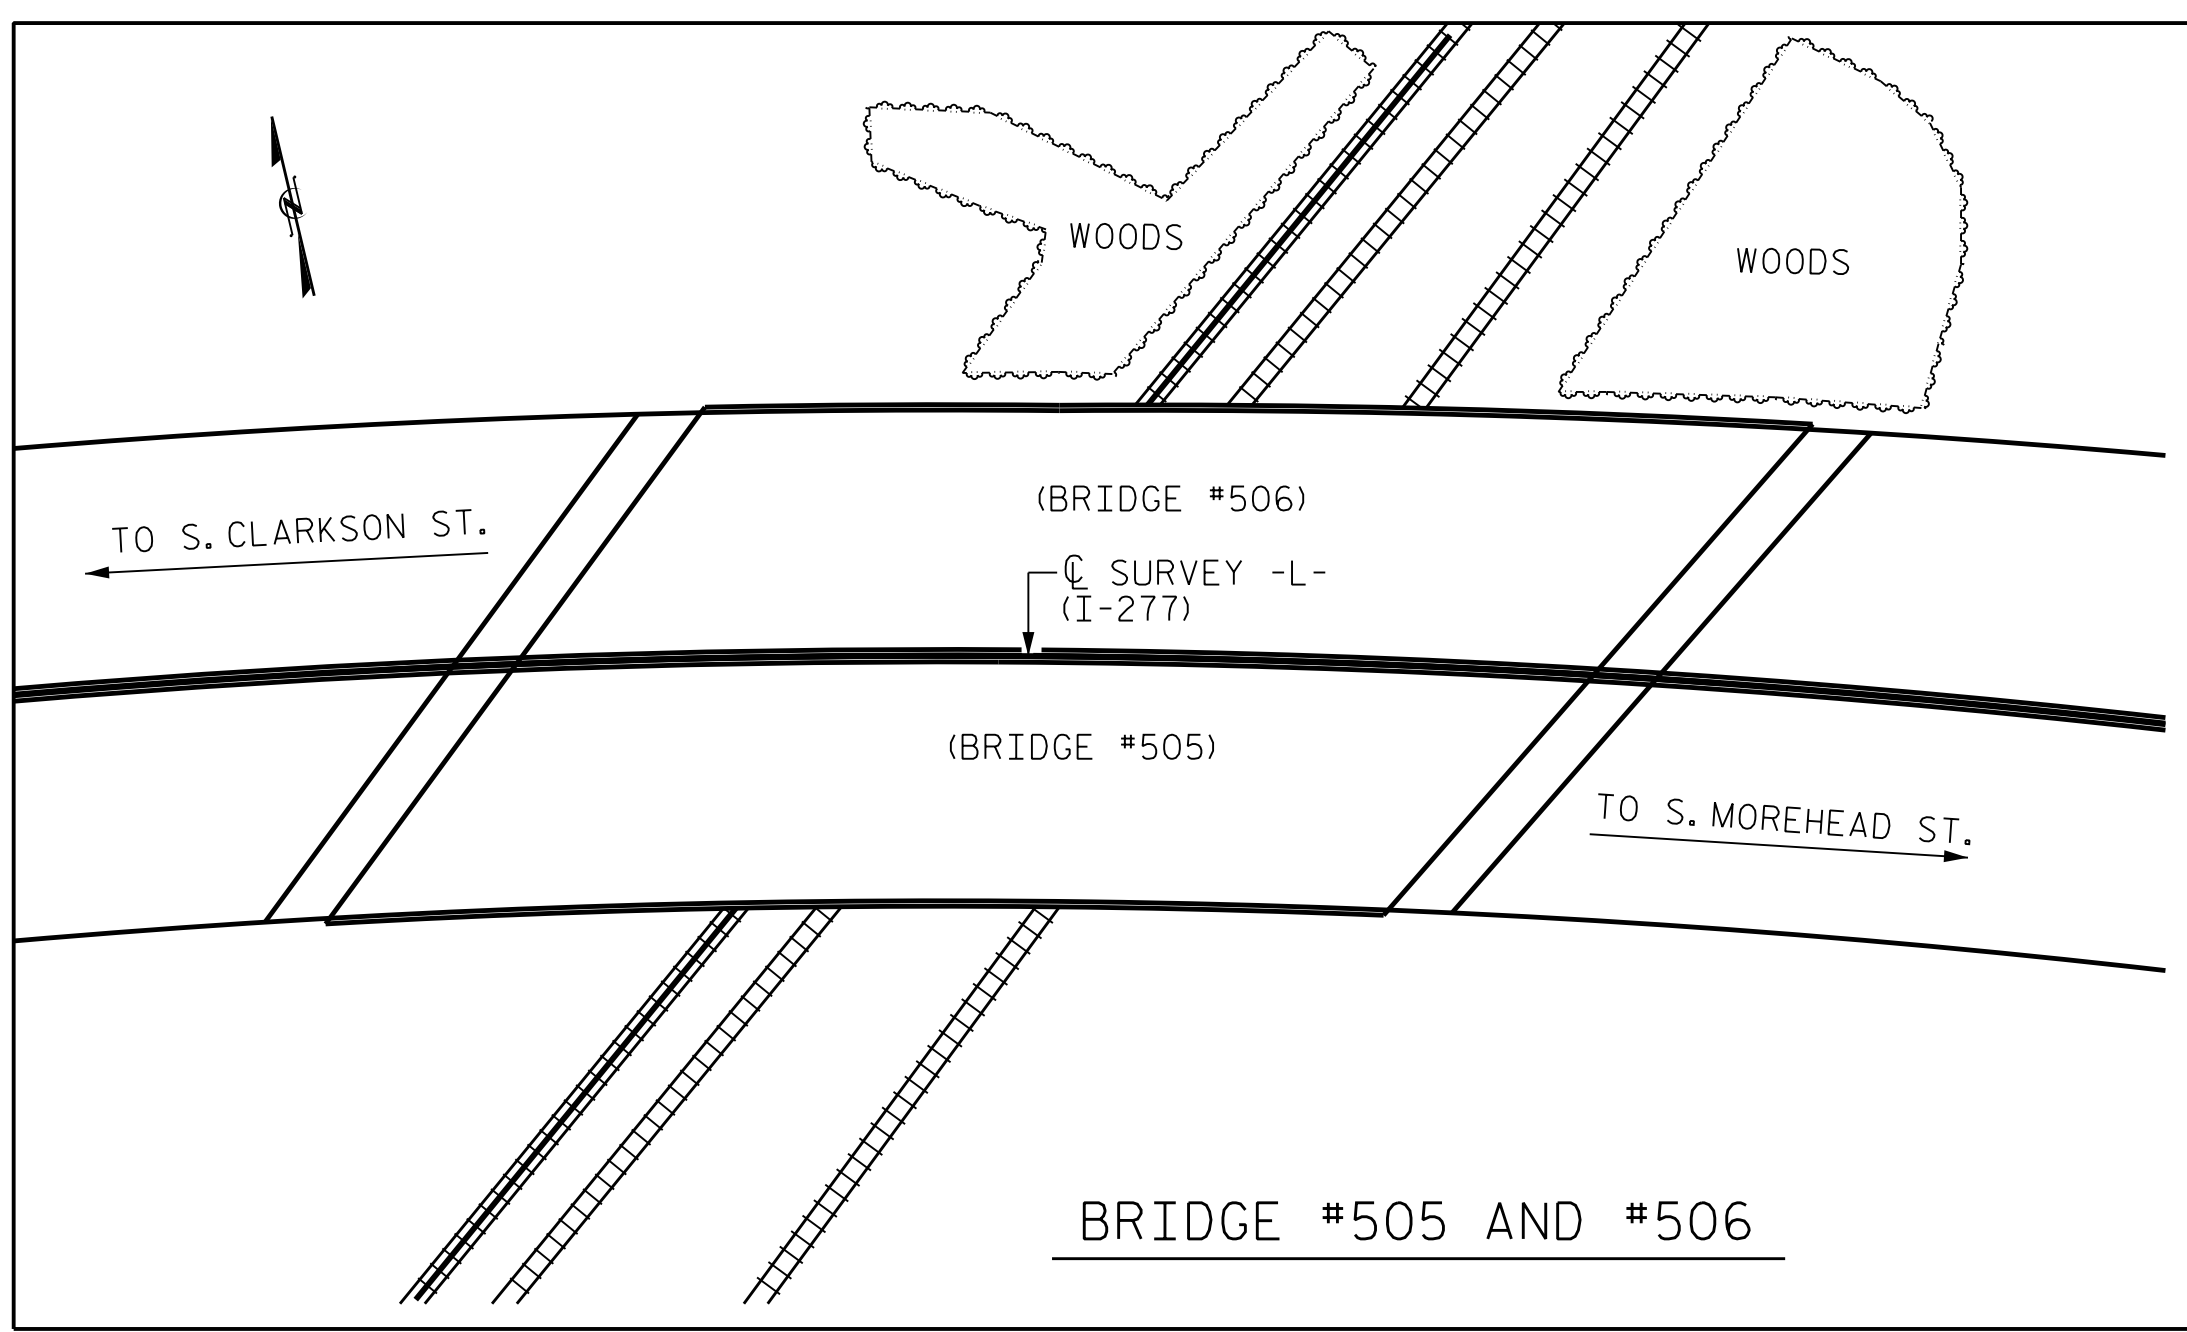 WOODS
WOODS
(BRIDGE #506)
TO S. CLARKSON ST.
℄ SURVEY -L-
(I-277)
(BRIDGE #505)
TO S. MOREHEAD ST.
BRIDGE #505 AND #506
N